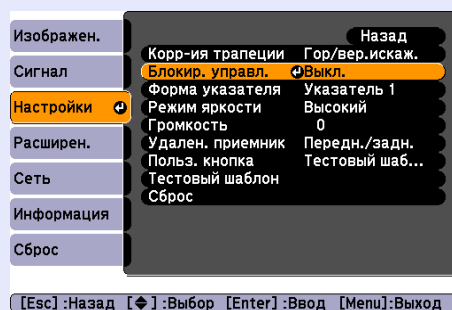 Изображен.
Сигнал
Настройки
Расширен.
Сеть
Информация
Сброс
Назад
Корр-ия трапеции Гор/вер.искаж.
Блокир. управл. Выкл.
Форма указателя Указатель 1
Режим яркости Высокий
Громкость 0
Удален. приемник Передн./задн.
Польз. кнопка Тестовый шаб...
Тестовый шаблон
Сброс
[Esc]:Назад [◆]:Выбор [Enter]:Ввод [Menu]:Выход